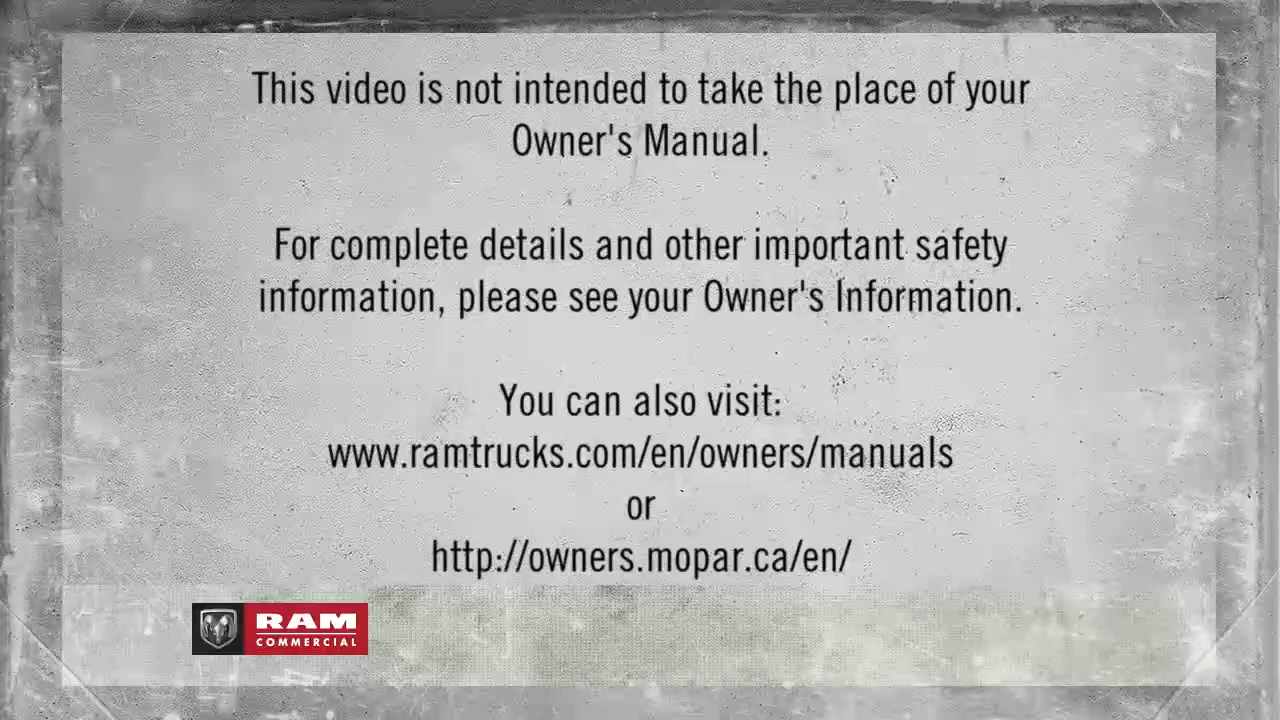 This video is not intended to take the place of your
Owner's Manual.
For complete details and other important safety
information, please see your Owner's Information.
You can also visit:
www.ramtrucks.com/en/owners/manuals
or
http://owners.mopar.ca/en/
RAM
COMMERCIAL